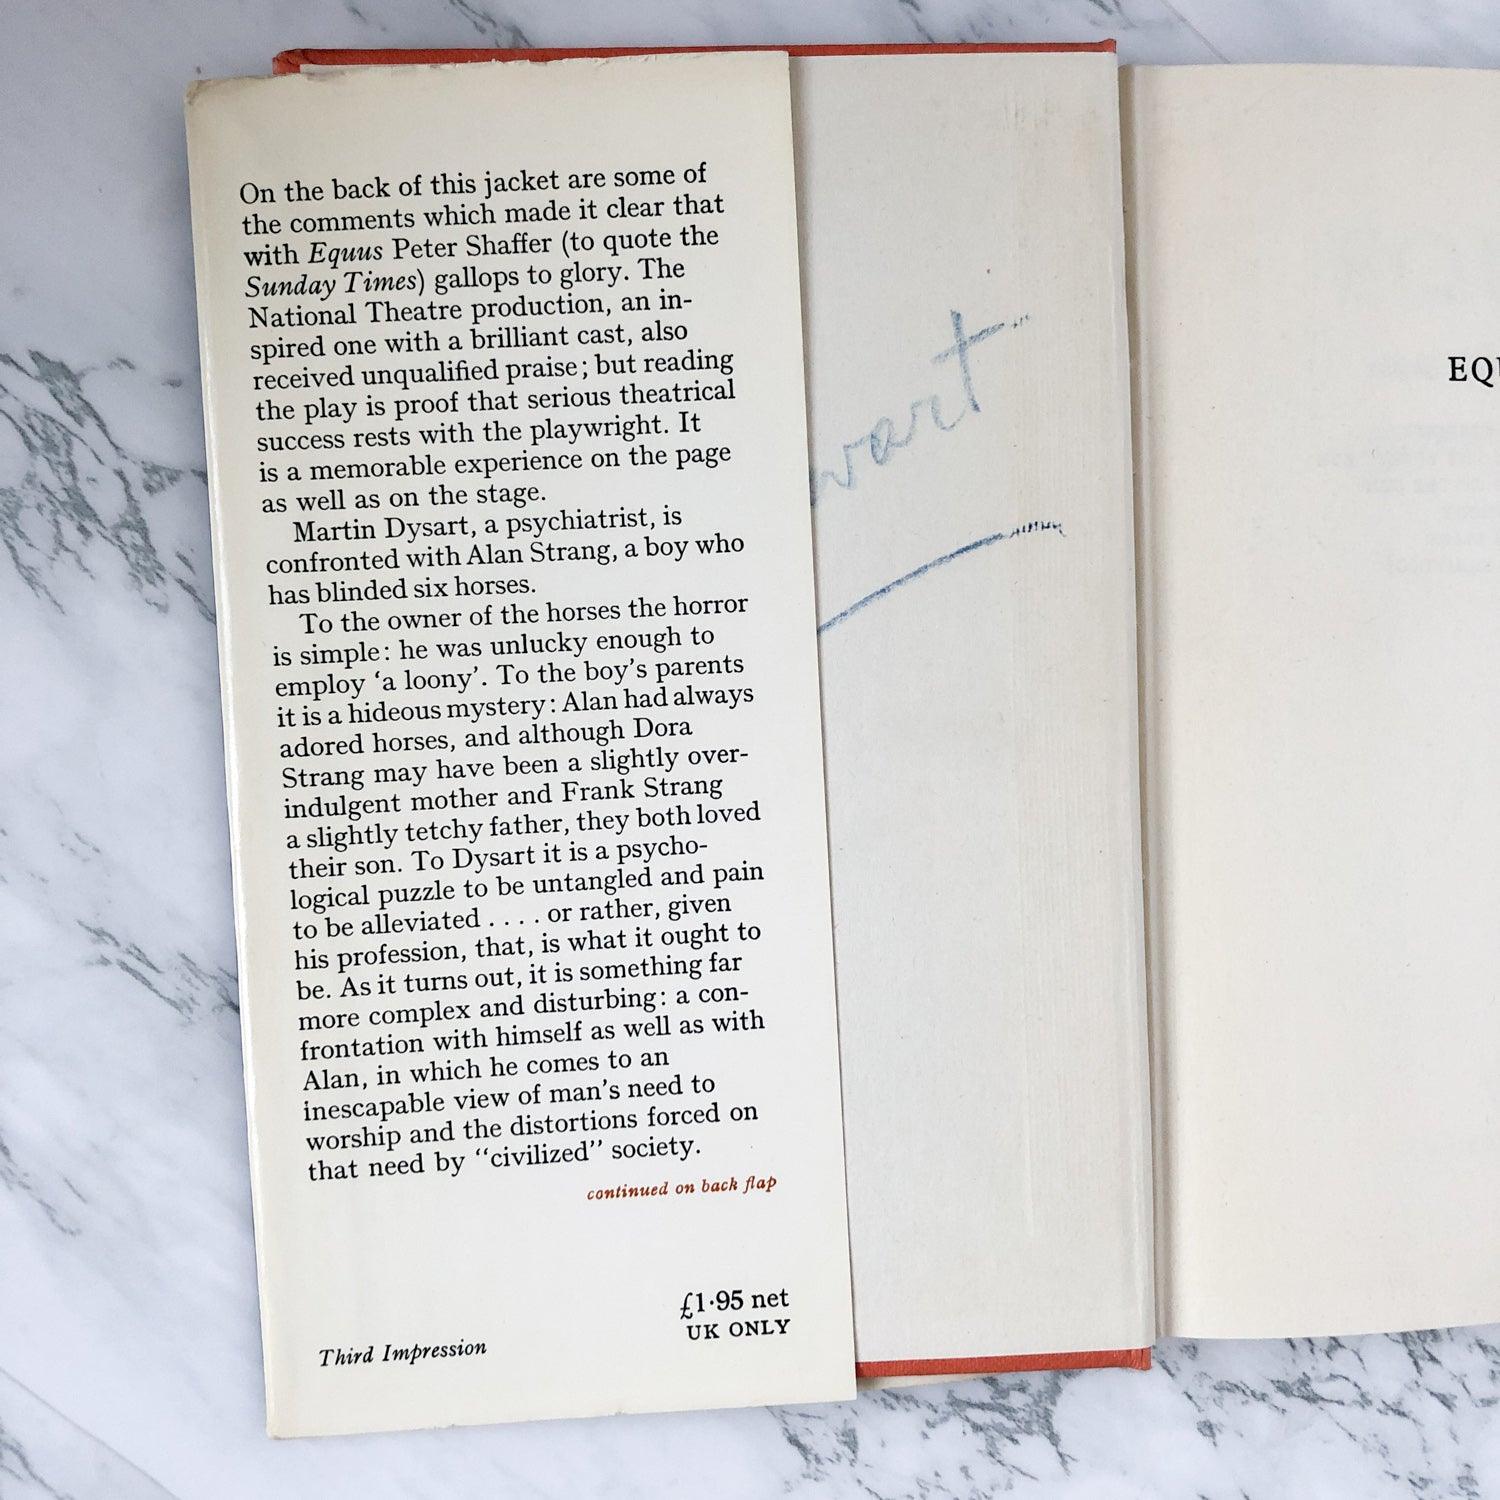 On the back of this jacket are some of
the comments which made it clear that
with Equus Peter Shaffer (to quote the
Sunday Times) gallops to glory. The
National Theatre production, an in-
spired one with a brilliant cast, also
received unqualified praise; but reading
the play is proof that serious theatrical
success rests with the playwright. It
is a memorable experience on the page
as well as on the stage.
Martin Dysart, a psychiatrist, is
confronted with Alan Strang, a boy who
has blinded six horses.
To the owner of the horses the horror
is simple: he was unlucky enough to
employ ‘a loony’. To the boy’s parents
it is a hideous mystery: Alan had always
adored horses, and although Dora
Strang may have been a slightly over-
indulgent mother and Frank Strang
a slightly tetchy father, they both loved
their son. To Dysart it is a psycho-
logical puzzle to be untangled and pain
to be alleviated . . . . or rather, given
his profession, that, is what it ought to
be. As it turns out, it is something far
more complex and disturbing: a con-
frontation with himself as well as with
Alan, in which he comes to an
inescapable view of man’s need to
worship and the distortions forced on
that need by “civilized” society.
continued on back flap
£1·95 net
UK ONLY
Third Impression
wart
EQU